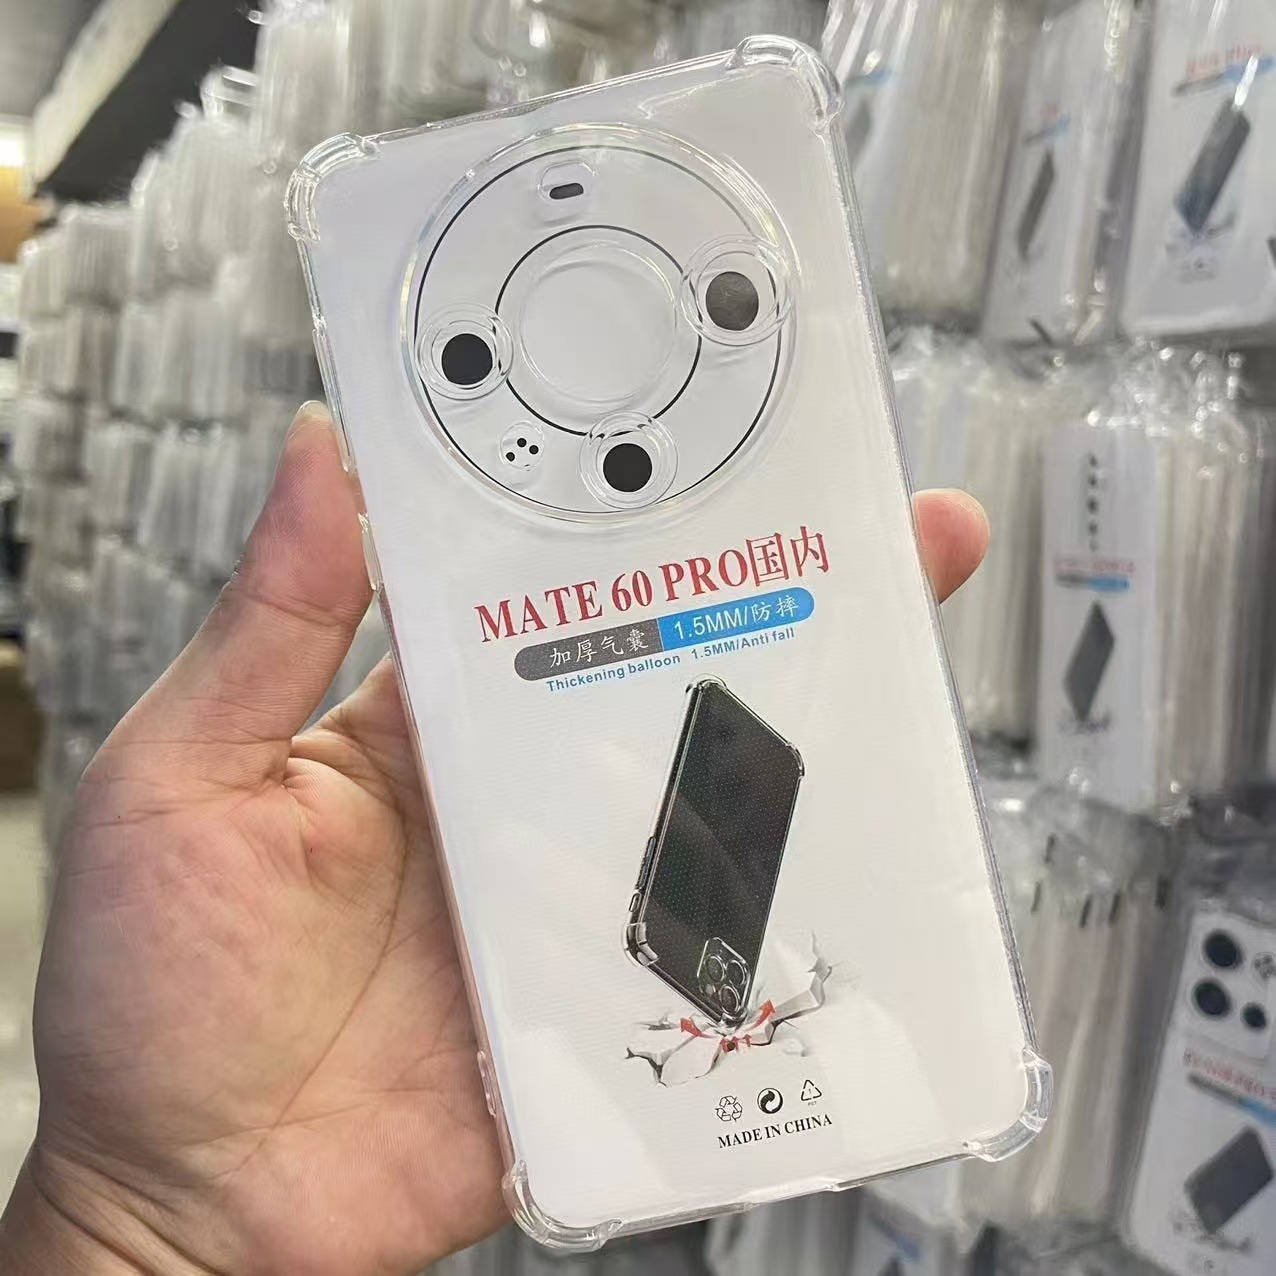 MATE 60 PRO国内
加厚气囊 1.5MM/防摔
Thickening balloon 1.5MM/Anti fall
MADE IN CHINA